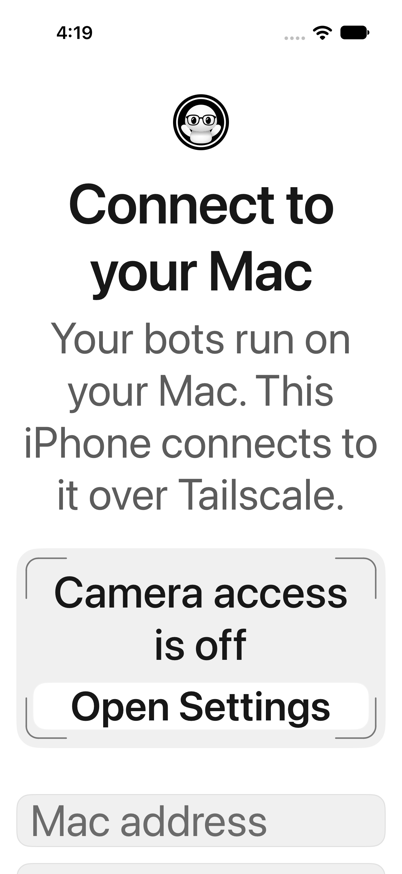 4:19
Connect to
your Mac
Your bots run on
your Mac. This
iPhone connects to
it over Tailscale.
Camera access
is off
Open Settings
Mac address